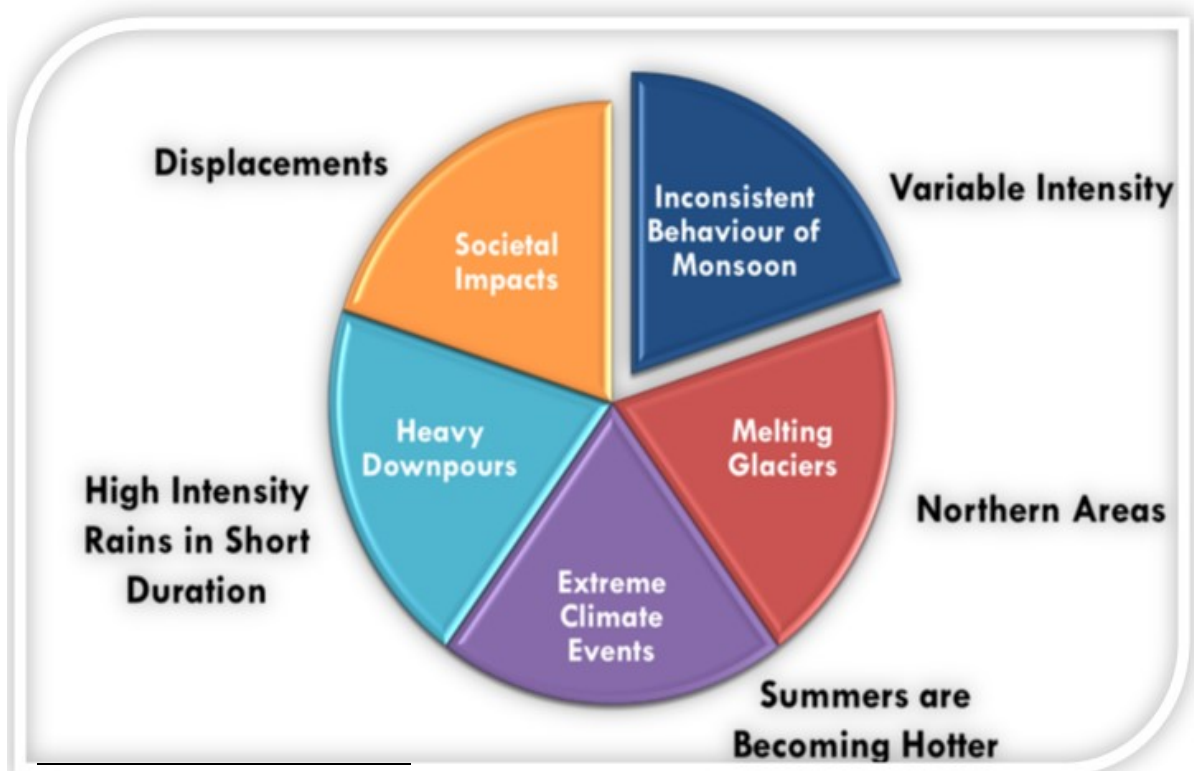 Displacements
Societal
Impacts
Inconsistent
Behaviour of
Monsoon
Variable Intensity
Heavy
Downpours
High Intensity
Rains in Short
Duration
Melting
Glaciers
Northern Areas
Extreme
Climate
Events
Summers are
Becoming Hotter